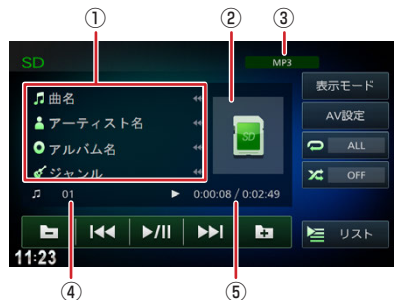 ① ② ③
SD
MP3
曲名
アーティスト名
アルバム名
ジャンル
SD
表示モード
AV設定
ALL
OFF
01
0:00:08 / 0:02:49
リスト
11:23
④ ⑤